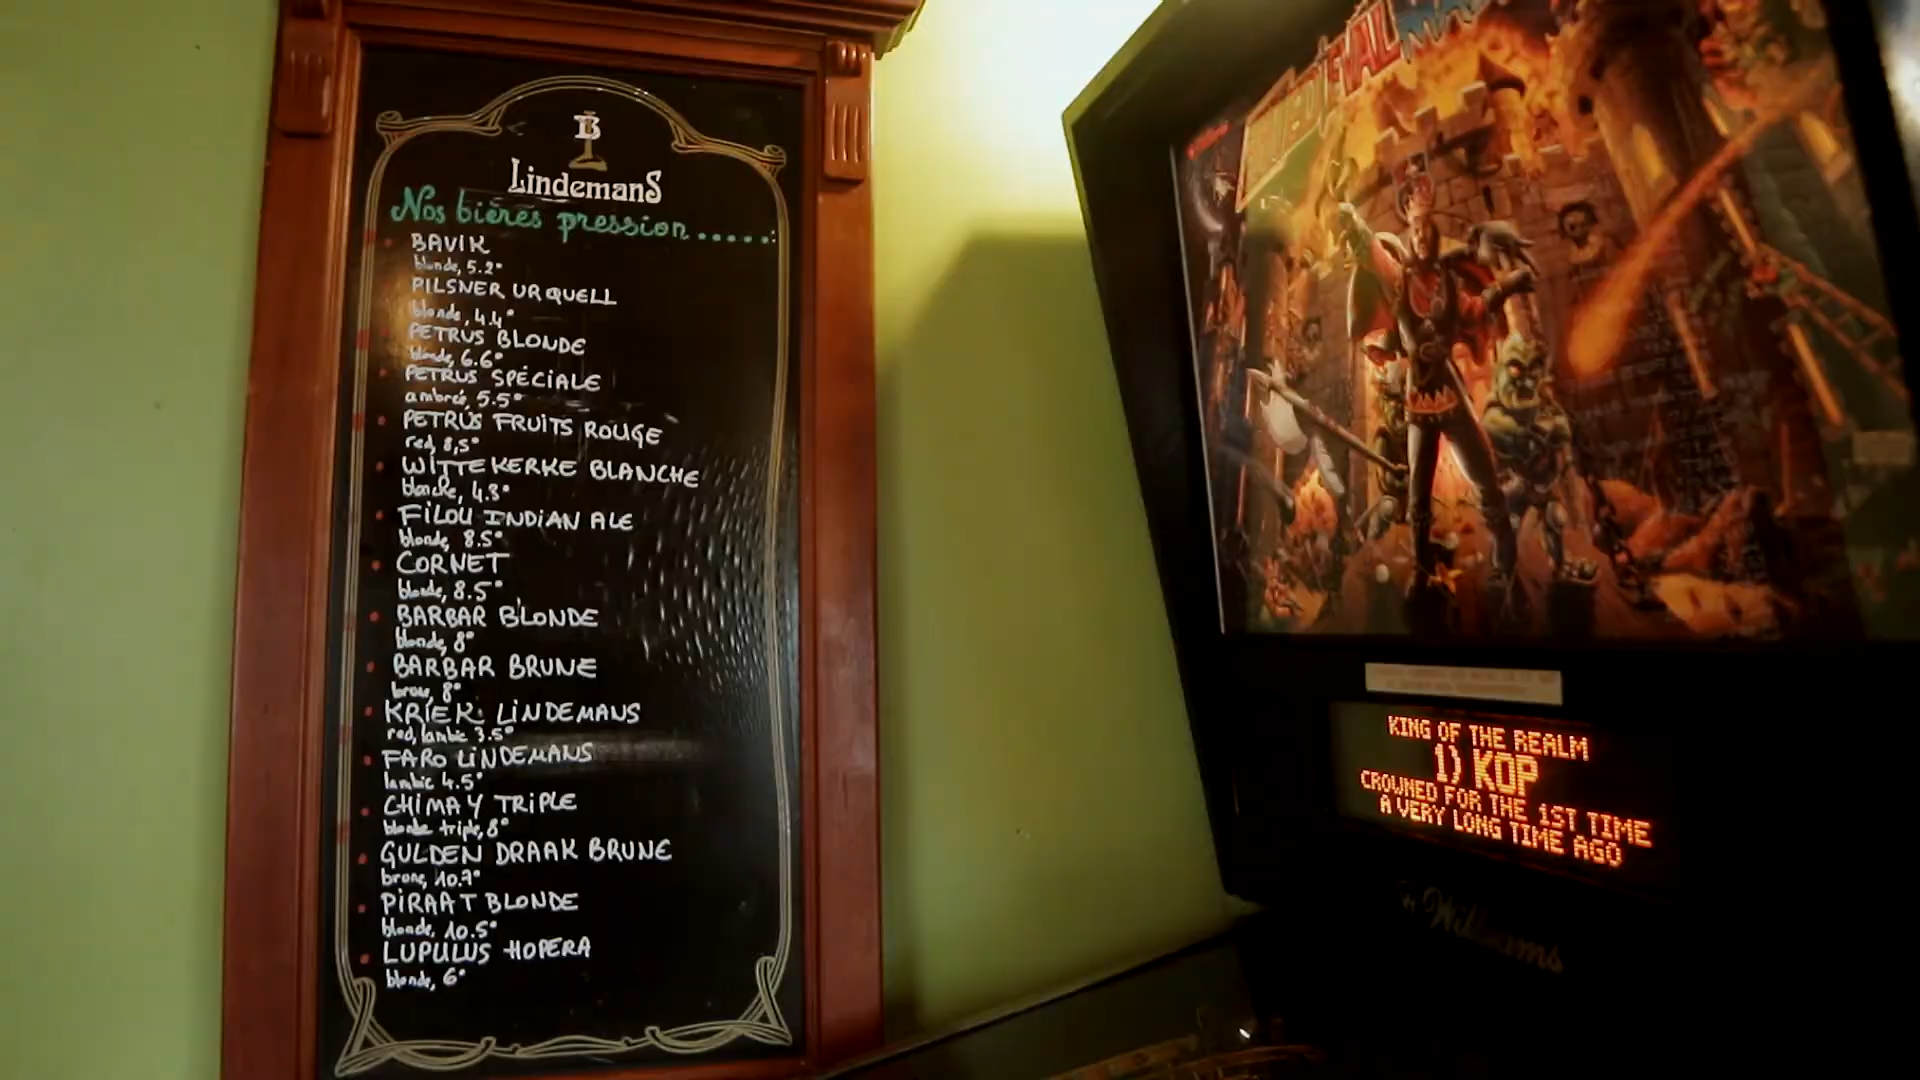 LindemanS
Nos bières pression.....:
BAVIK
blonde, 5.2°
PILSNER URQUELL
blonde, 4.4°
PETRUS BLONDE
blonde, 6.6°
PETRUS SPÉCIALE
ambrée, 5.5°
PETRUS FRUITS ROUGE
red, 8,5°
WITTEKERKE BLANCHE
blanche, 4.3°
FILOU INDIAN ALE
blonde, 8.5°
CORNET
blonde, 8.5°
BARBAR BLONDE
blonde, 8°
BARBAR BRUNE
brune, 8°
KRIEK LINDEMANS
red, lambic 3.5°
FARO LINDEMANS
lambic 4.5°
CHIMAY TRIPLE
blonde triple, 8°
GULDEN DRAAK BRUNE
brune, 10.7°
PIRAAT BLONDE
blonde, 10.5°
LUPULUS HOPERA
blonde, 6°
MEDIEVAL
KING OF THE REALM
1) KOP
CROWNED FOR THE 1ST TIME
A VERY LONG TIME AGO
Williams